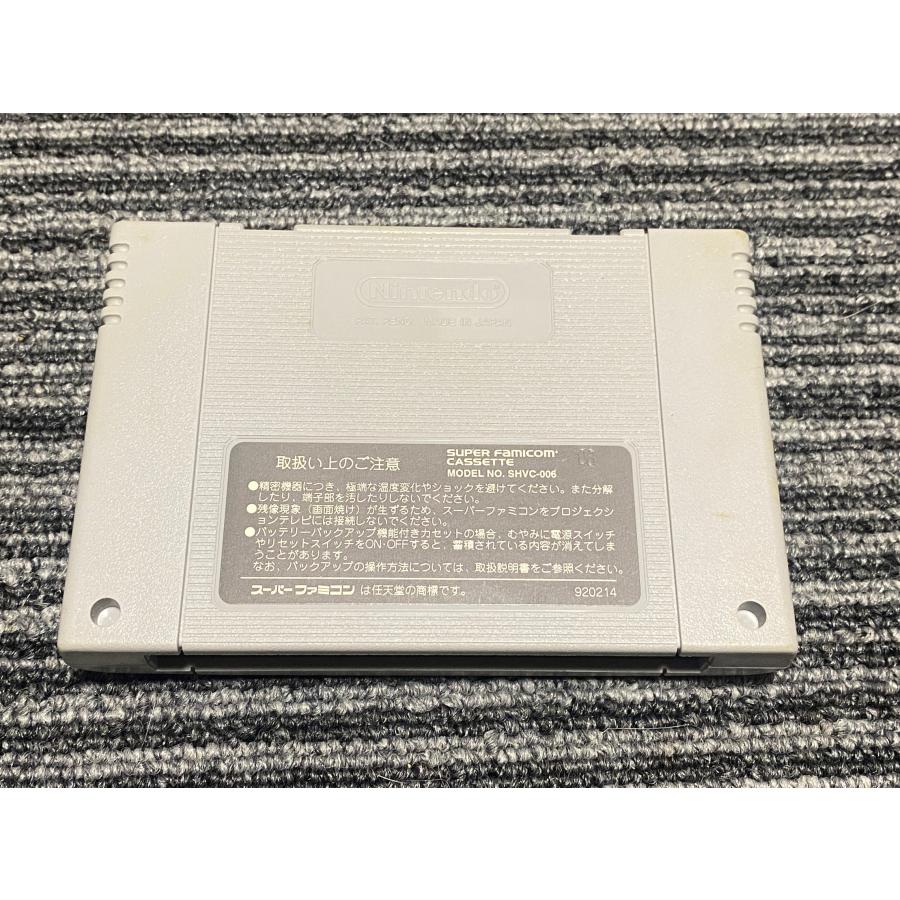 Nintendo
PAT. PEND. MADE IN JAPAN
取扱い上のご注意
SUPER FAMICOM
CASSETTE
MODEL NO. SHVC-006
●精密機器につき、極端な温度変化やショックを避けてください。また分解
したり、端子部を汚したりしないでください。
●残像現象（画面焼け）が生ずるため、スーパーファミコンをプロジェクシ
ョンテレビには接続しないでください。
●バッテリーバックアップ機能付きカセットの場合、むやみに電源スイッチ
やリセットスイッチをON・OFFすると、蓄積されている内容が消えてしま
うことがあります。
なお、バックアップの操作方法については、取扱説明書をご参照ください。
スーパーファミコン は任天堂の商標です。
920214